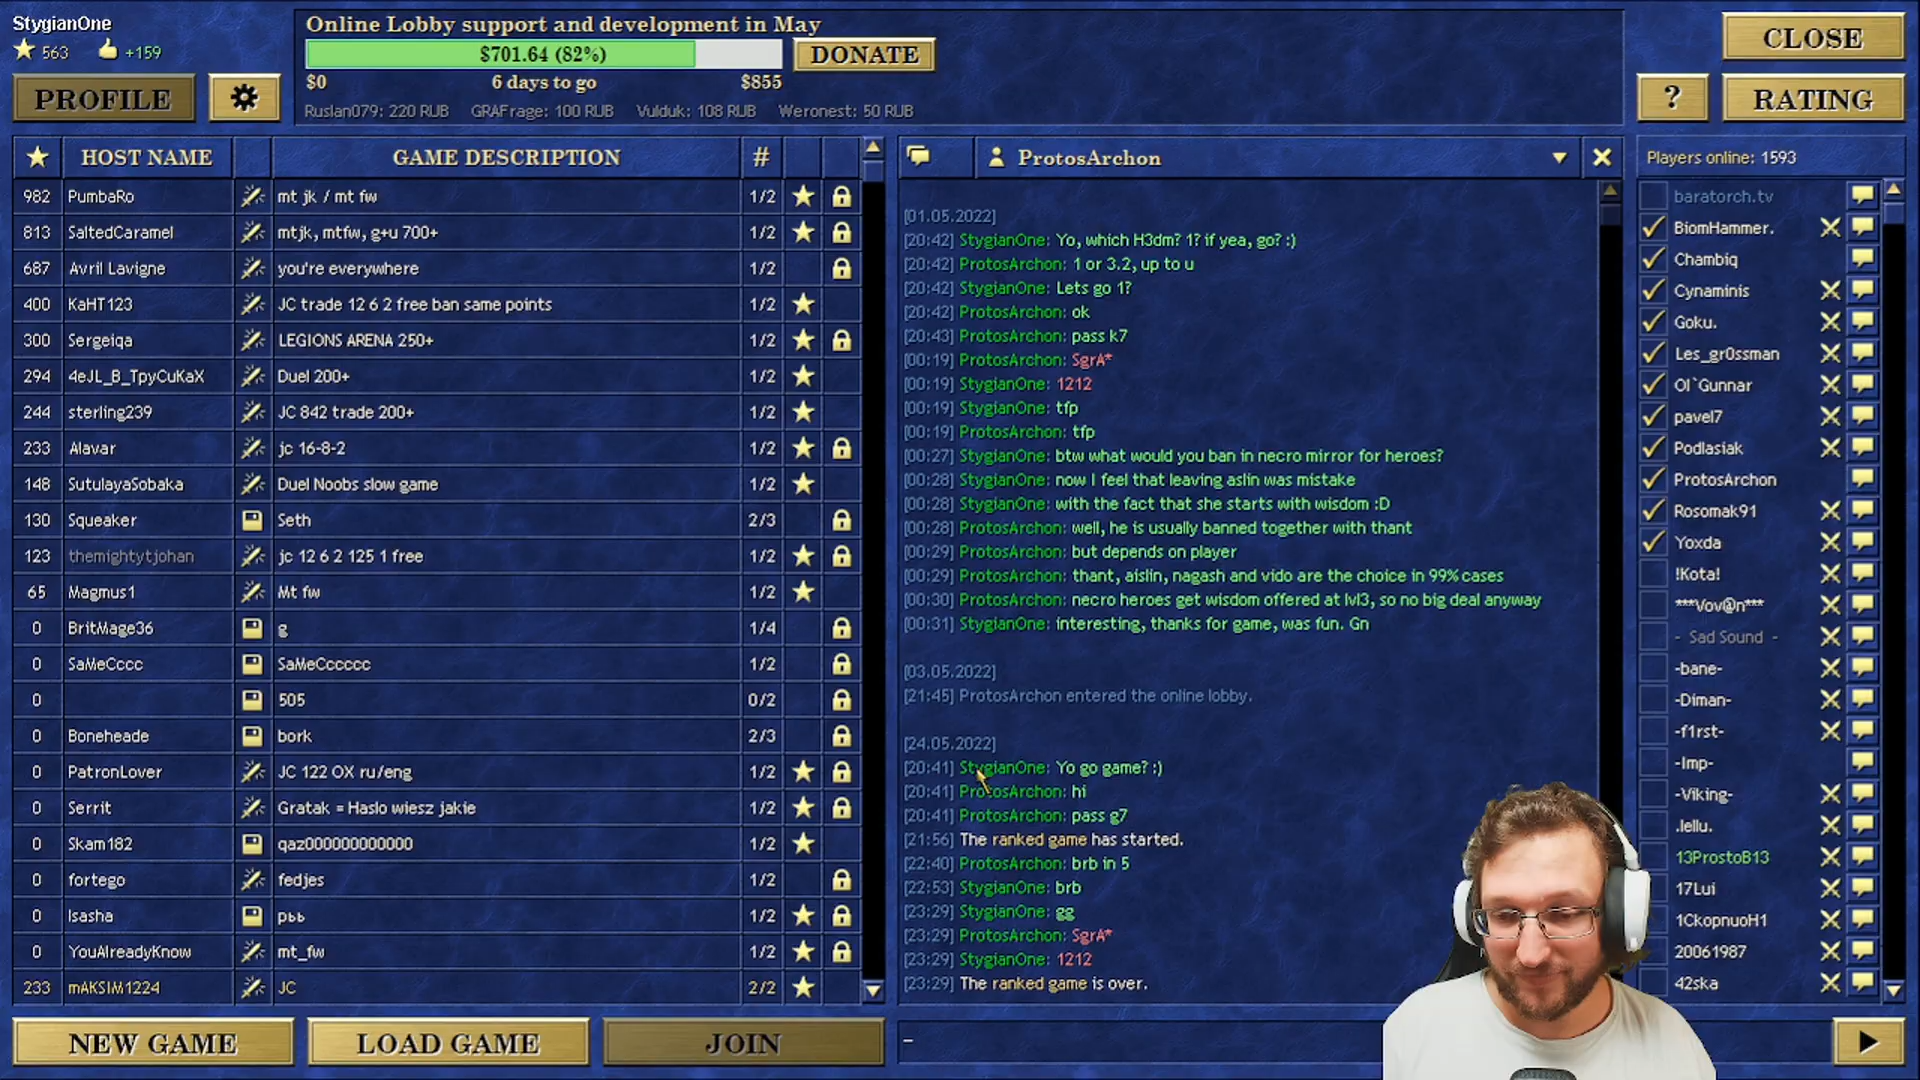 StygianOne
563 +159
PROFILE
Online Lobby support and development in May
$701.64 (82%)
DONATE
$0 6 days to go $855
Ruslan079: 220 RUB GRAFrage: 100 RUB Vulduk: 108 RUB Weronest: 50 RUB
CLOSE
? RATING
HOST NAME GAME DESCRIPTION #
982 PumbaRo mt jk / mt fw 1/2
813 SaltedCaramel mtjk, mtfw, g+u 700+ 1/2
687 Avril Lavigne you're everywhere 1/2
400 KaHT123 JC trade 12 6 2 free ban same points 1/2
300 Sergeiqa LEGIONS ARENA 250+ 1/2
294 4eJL_B_TpyCuKaX Duel 200+ 1/2
244 sterling239 JC 842 trade 200+ 1/2
233 Alavar jc 16-8-2 1/2
148 SutulayaSobaka Duel Noobs slow game 1/2
130 Squeaker Seth 2/3
123 themightytjohan jc 12 6 2 125 1 free 1/2
65 Magmus1 Mt fw 1/2
0 BritMage36 g 1/4
0 SaMeCccc SaMeCccccc 1/2
0 505 0/2
0 Boneheade bork 2/3
0 PatronLover JC 122 OX ru/eng 1/2
0 Serrit Gratak = Haslo wiesz jakie 1/2
0 Skam182 qaz000000000000 1/2
0 fortego fedjes 1/2
0 Isasha рьь 1/2
0 YouAlreadyKnow mt_fw 1/2
233 mAKSIM1224 JC 2/2
NEW GAME LOAD GAME JOIN
ProtosArchon
[01.05.2022]
[20:42] StygianOne: Yo, which H3dm? 1? if yea, go? :)
[20:42] ProtosArchon: 1 or 3.2, up to u
[20:42] StygianOne: Lets go 1?
[20:42] ProtosArchon: ok
[20:43] ProtosArchon: pass k7
[00:19] ProtosArchon: SgrA*
[00:19] StygianOne: 1212
[00:19] StygianOne: tfp
[00:19] ProtosArchon: tfp
[00:27] StygianOne: btw what would you ban in necro mirror for heroes?
[00:28] StygianOne: now I feel that leaving aslin was mistake
[00:28] StygianOne: with the fact that she starts with wisdom :D
[00:28] ProtosArchon: well, he is usually banned together with thant
[00:29] ProtosArchon: but depends on player
[00:29] ProtosArchon: thant, aislin, nagash and vido are the choice in 99% cases
[00:30] ProtosArchon: necro heroes get wisdom offered at lvl3, so no big deal anyway
[00:31] StygianOne: interesting, thanks for game, was fun. Gn
[03.05.2022]
[21:45] ProtosArchon entered the online lobby.
[24.05.2022]
[20:41] StygianOne: Yo go game? :)
[20:41] ProtosArchon: hi
[20:41] ProtosArchon: pass g7
[21:56] The ranked game has started.
[22:40] ProtosArchon: brb in 5
[22:53] StygianOne: brb
[23:29] StygianOne: gg
[23:29] ProtosArchon: SgrA*
[23:29] StygianOne: 1212
[23:29] The ranked game is over.
Players online: 1593
baratorch.tv
BiomHammer.
Chambiq
Cynaminis
Goku.
Les_gr0ssman
Ol`Gunnar
pavel7
Podlasiak
ProtosArchon
Rosomak91
Yoxda
!Kota!
***Vov@n***
- Sad Sound -
-bane-
-Diman-
-f1rst-
-Imp-
-Viking-
.lellu.
13ProstoB13
17Lui
1CkopnuoH1
20061987
42ska